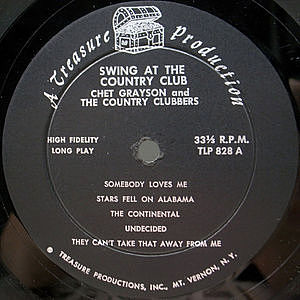 A Treasure Production
SWING AT THE
COUNTRY CLUB
CHET GRAYSON and
THE COUNTRY CLUBBERS
HIGH FIDELITY
LONG PLAY
33⅓ R.P.M.
TLP 828 A
SOMEBODY LOVES ME
STARS FELL ON ALABAMA
THE CONTINENTAL
UNDECIDED
THEY CAN'T TAKE THAT AWAY FROM ME
TREASURE PRODUCTIONS, INC., MT. VERNON, N. Y.